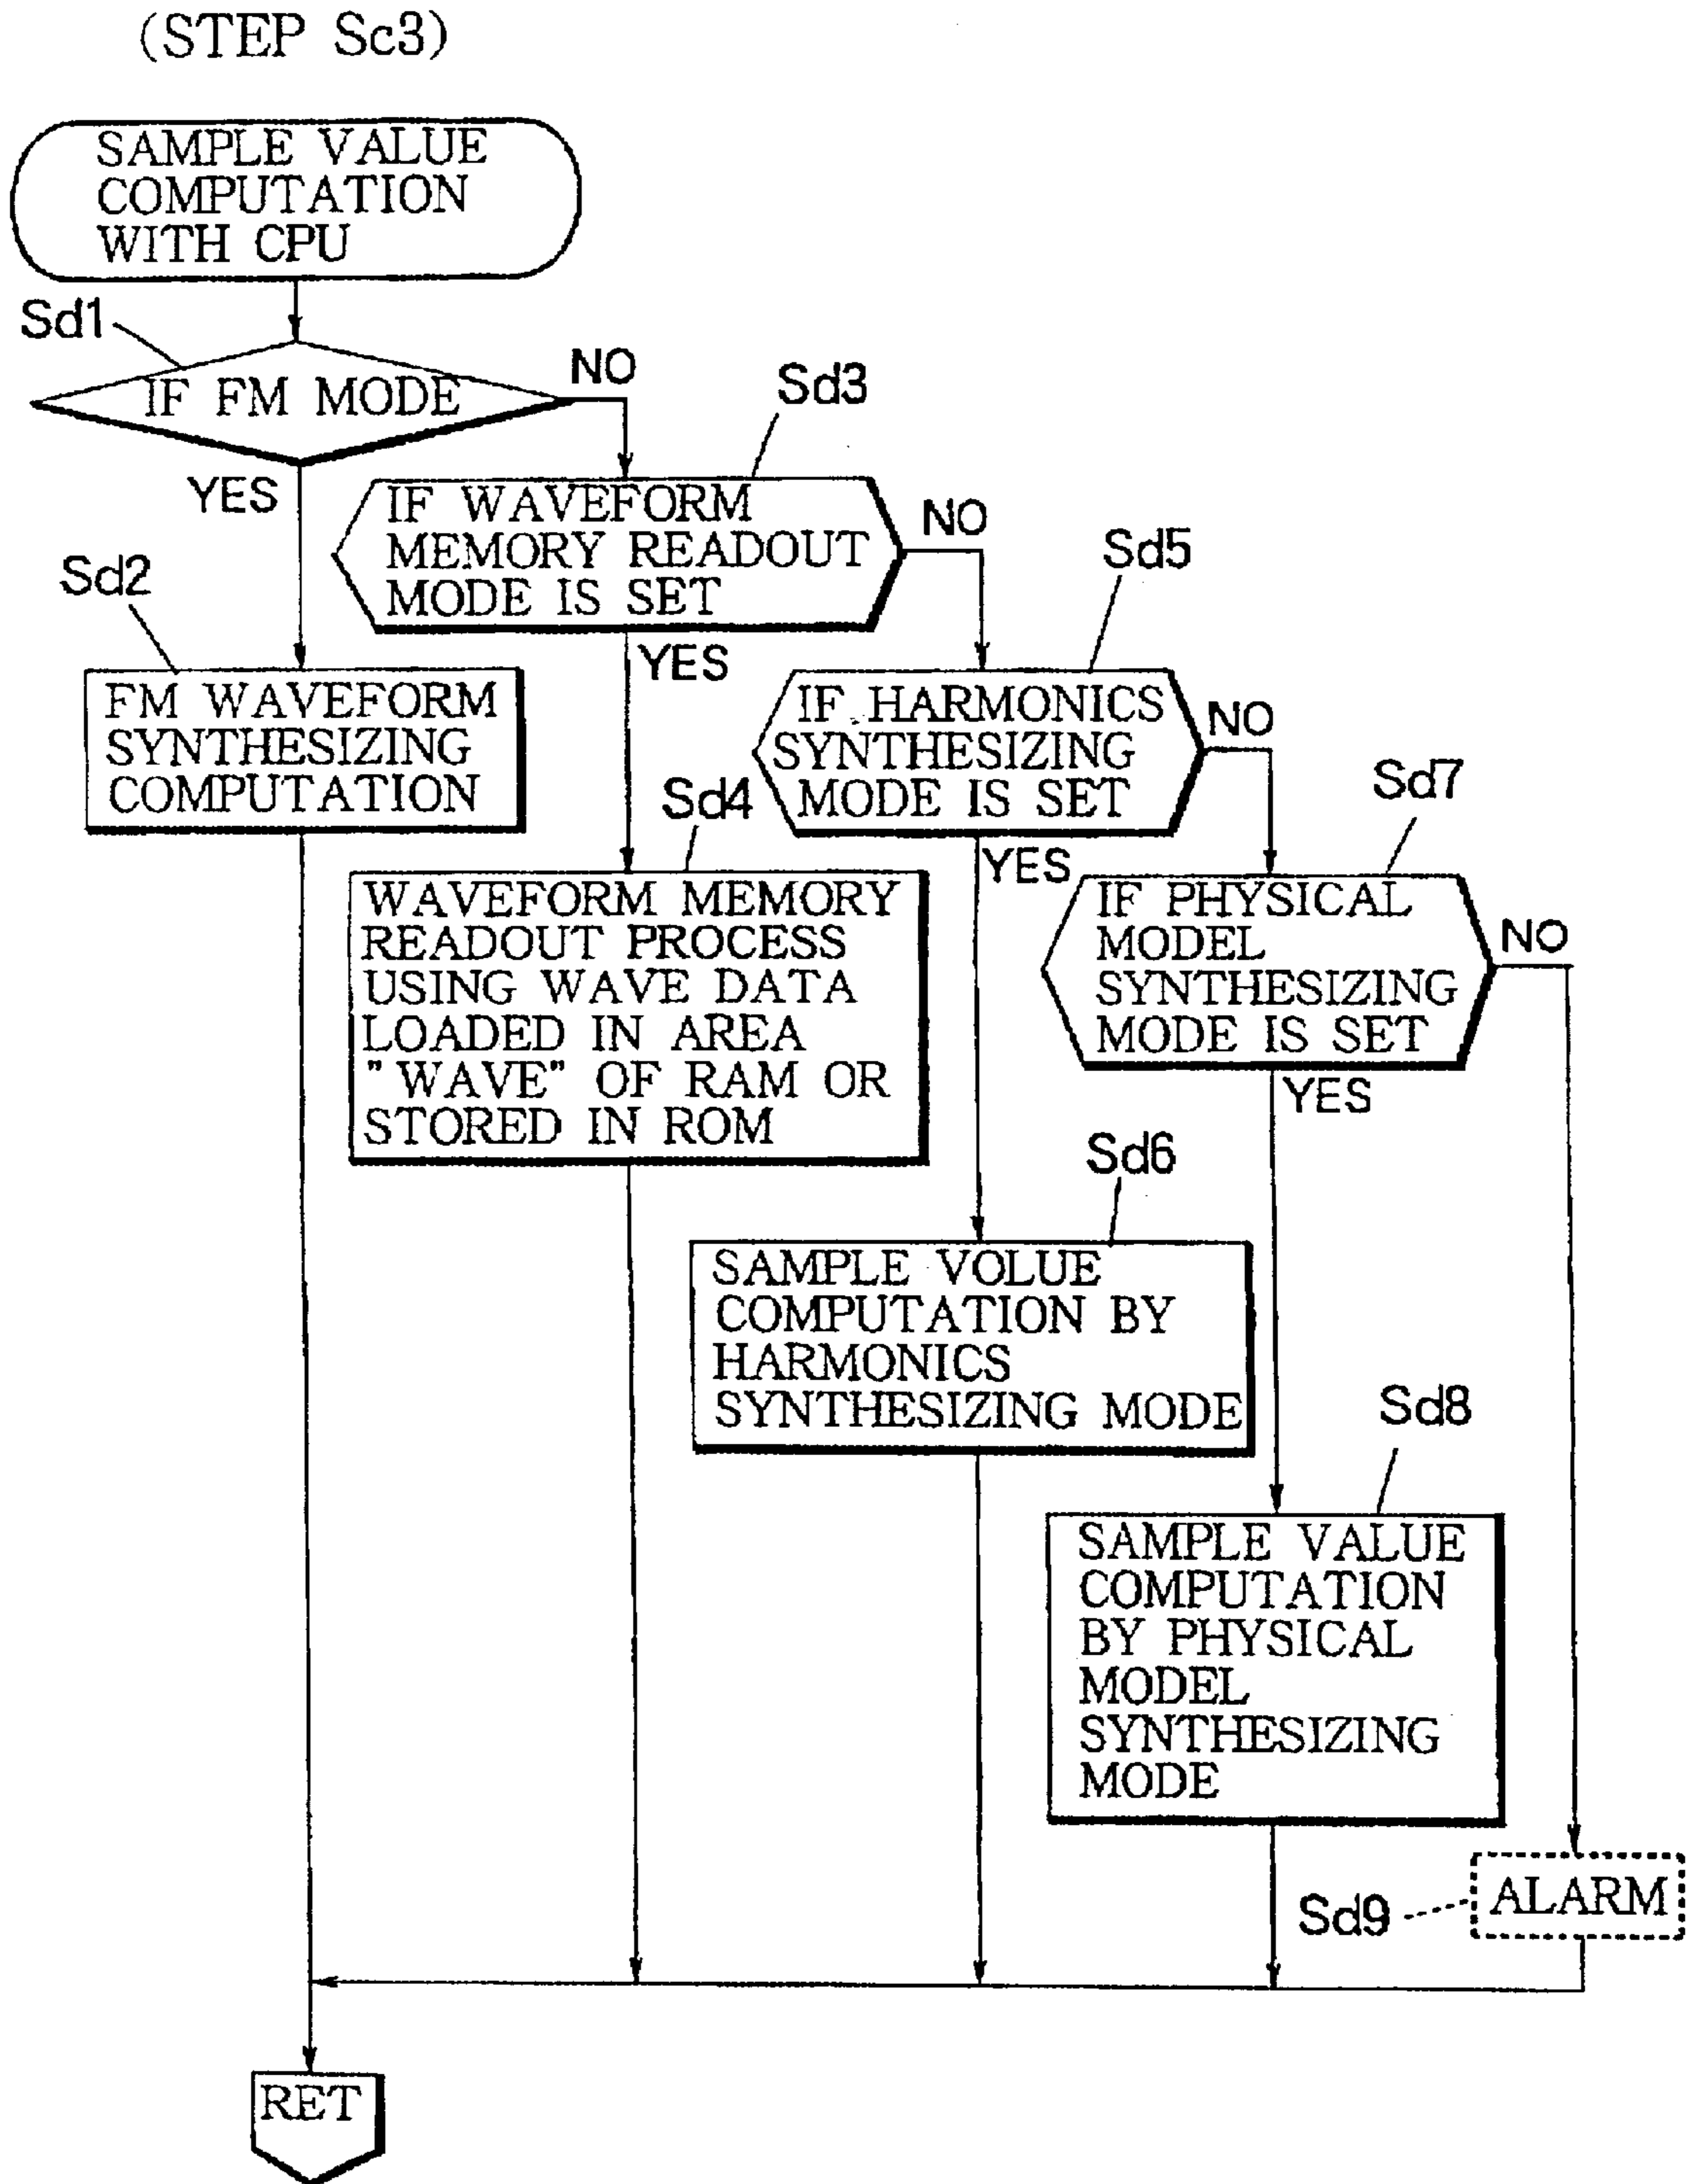 (STEP Sc3)
SAMPLE VALUE
COMPUTATION
WITH CPU
Sd1
IF FM MODE
NO
YES
Sd3
IF WAVEFORM
MEMORY READOUT
MODE IS SET
NO
YES
Sd2
FM WAVEFORM
SYNTHESIZING
COMPUTATION
Sd5
IF HARMONICS
SYNTHESIZING
MODE IS SET
NO
YES
Sd4
WAVEFORM MEMORY
READOUT PROCESS
USING WAVE DATA
LOADED IN AREA
"WAVE" OF RAM OR
STORED IN ROM
Sd7
IF PHYSICAL
MODEL
SYNTHESIZING
MODE IS SET
NO
YES
Sd6
SAMPLE VOLUE
COMPUTATION BY
HARMONICS
SYNTHESIZING MODE
Sd8
SAMPLE VALUE
COMPUTATION
BY PHYSICAL
MODEL
SYNTHESIZING
MODE
Sd9
ALARM
RET